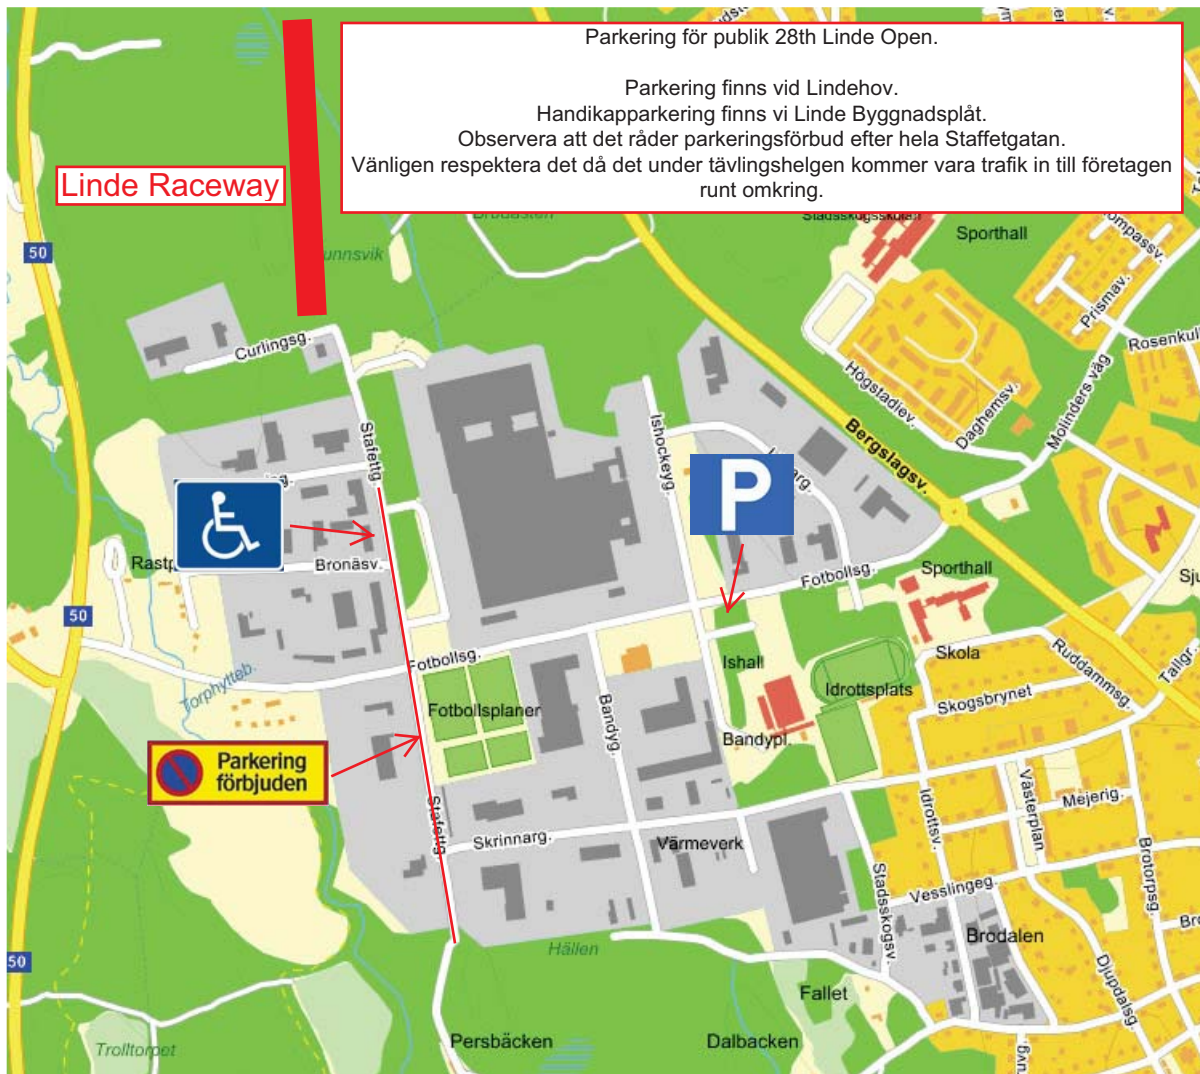 Parkering för publik 28th Linde Open.
Parkering finns vid Lindehov.
Handikapparkering finns vi Linde Byggnadsplåt.
Observera att det råder parkeringsförbud efter hela Staffetgatan.
Vänligen respektera det då det under tävlingshelgen kommer vara trafik in till företagen
runt omkring.
Linde Raceway
Stadsskogsskolan
Sporthall
50
Prismav.
Curlingsg.
Högstadiev.
Daghemsv.
Molinders väg
Stafettg.
Ishockeyg.
Bergslagsv.
P
Bronäsv.
Fotbollsg.
Sporthall
50
Fotbollsg.
Skola
Ruddammsg.
Tallgr.
Torphytteb.
Ishall
Idrottsplats
Skogsbrynet
Fotbollsplaner
Bandyg.
Bandypl.
Parkering
förbjuden
Stafettg.
Skrinnarg.
Värmeverk
Idrottsv.
Västerplan
Mejerig.
Brotorpsg.
Stadsskogsv.
Vesslingeg.
Brodalen
50
Hällen
Djupdalsg.
Fallet
Persbäcken
Dalbacken
Trolltorpet